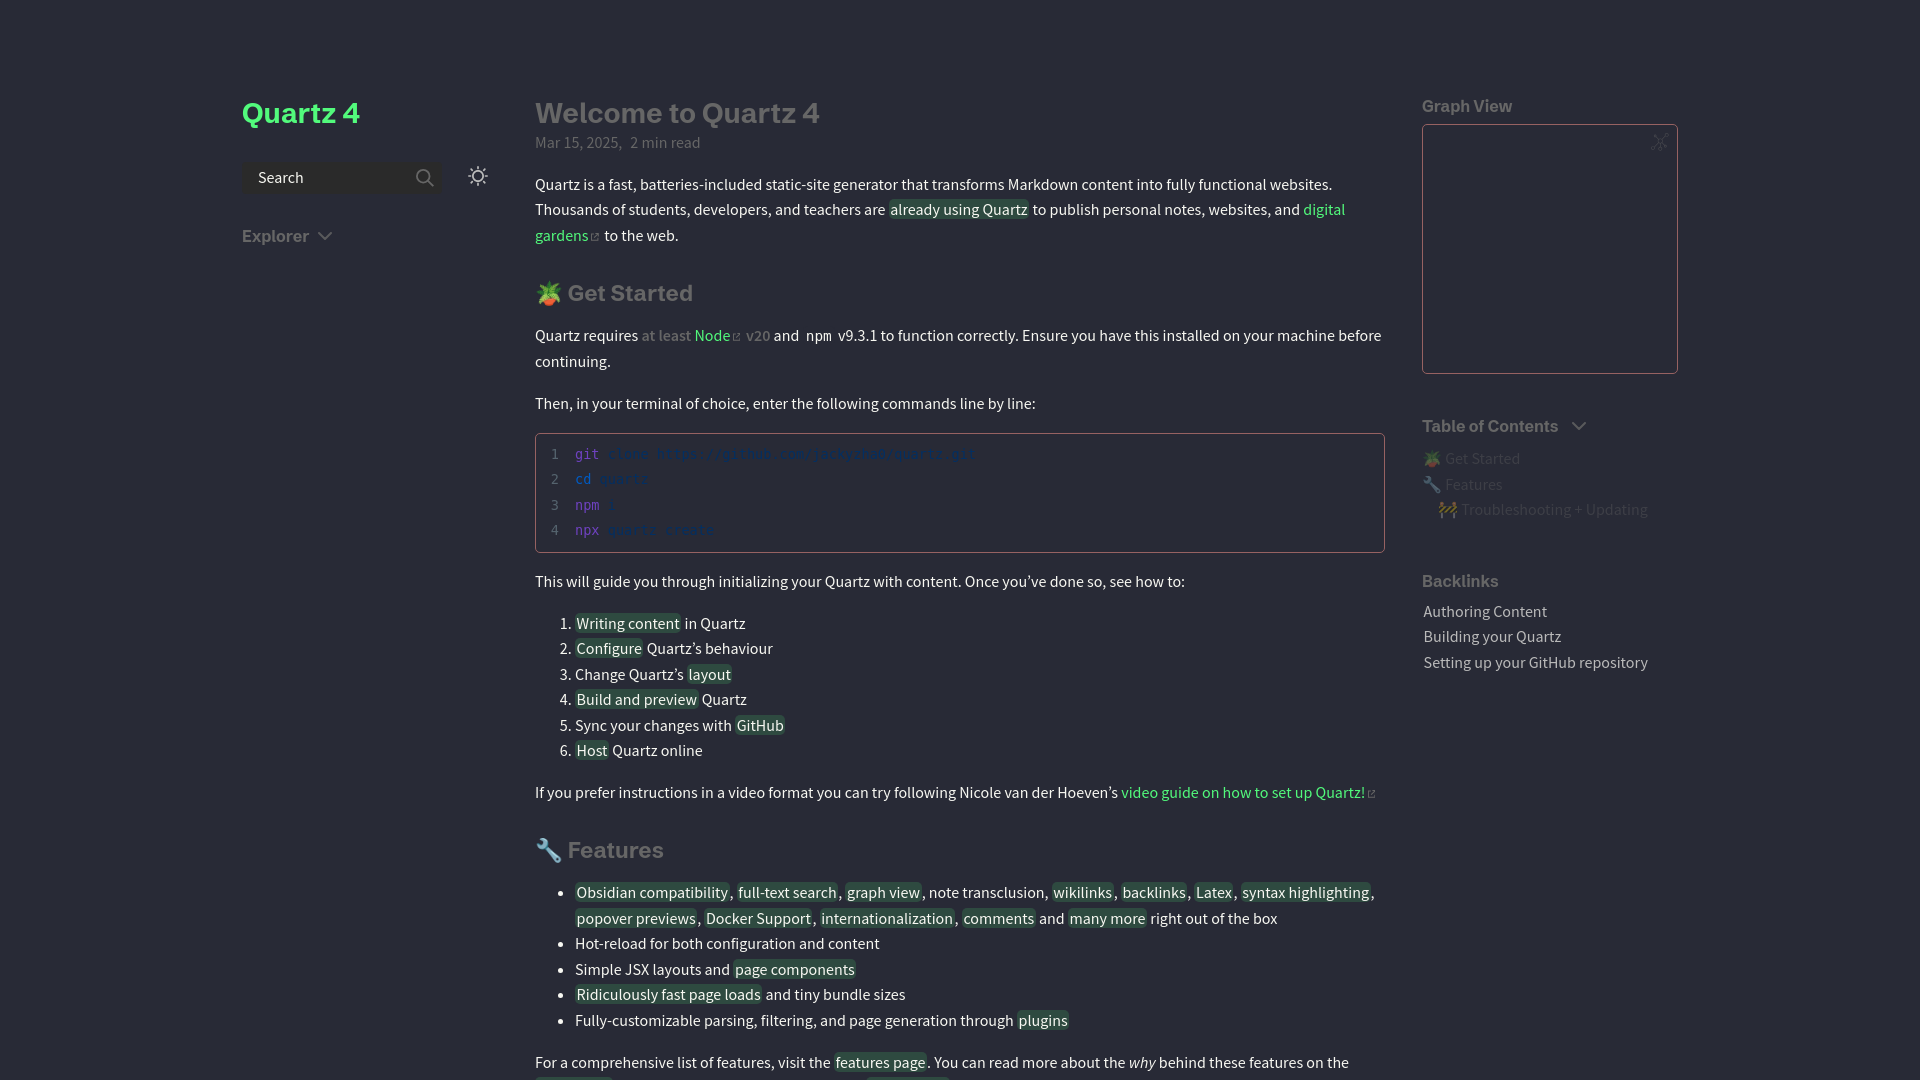 Quartz 4
Search
Explorer
Welcome to Quartz 4
Mar 15, 2025, 2 min read
Quartz is a fast, batteries-included static-site generator that transforms Markdown content into fully functional websites.
Thousands of students, developers, and teachers are already using Quartz to publish personal notes, websites, and digital
gardens to the web.
🪴 Get Started
Quartz requires at least Node v20 and npm v9.3.1 to function correctly. Ensure you have this installed on your machine before
continuing.
Then, in your terminal of choice, enter the following commands line by line:
1 git clone https://github.com/jackyzha0/quartz.git
2 cd quartz
3 npm i
4 npx quartz create
This will guide you through initializing your Quartz with content. Once you’ve done so, see how to:
1. Writing content in Quartz
2. Configure Quartz’s behaviour
3. Change Quartz’s layout
4. Build and preview Quartz
5. Sync your changes with GitHub
6. Host Quartz online
If you prefer instructions in a video format you can try following Nicole van der Hoeven’s video guide on how to set up Quartz!
🔧 Features
• Obsidian compatibility, full-text search, graph view, note transclusion, wikilinks, backlinks, Latex, syntax highlighting,
popover previews, Docker Support, internationalization, comments and many more right out of the box
• Hot-reload for both configuration and content
• Simple JSX layouts and page components
• Ridiculously fast page loads and tiny bundle sizes
• Fully-customizable parsing, filtering, and page generation through plugins
For a comprehensive list of features, visit the features page. You can read more about the why behind these features on the
Graph View
Table of Contents
🪴 Get Started
🔧 Features
🚧 Troubleshooting + Updating
Backlinks
Authoring Content
Building your Quartz
Setting up your GitHub repository